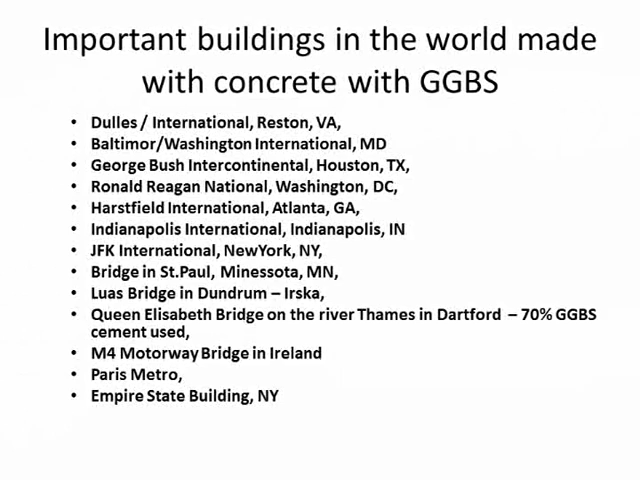 Important buildings in the world made
with concrete with GGBS
• Dulles / International, Reston, VA,
• Baltimor/Washington International, MD
• George Bush Intercontinental, Houston, TX,
• Ronald Reagan National, Washington, DC,
• Harstfield International, Atlanta, GA,
• Indianapolis International, Indianapolis, IN
• JFK International, NewYork, NY,
• Bridge in St.Paul, Minessota, MN,
• Luas Bridge in Dundrum – Irska,
• Queen Elisabeth Bridge on the river Thames in Dartford – 70% GGBS
cement used,
• M4 Motorway Bridge in Ireland
• Paris Metro,
• Empire State Building, NY